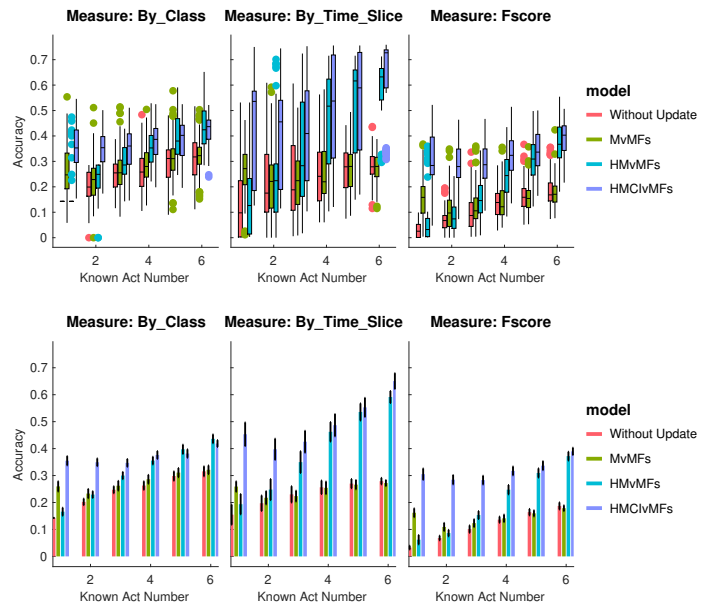 Measure: By_Class
Measure: By_Time_Slice
Measure: Fscore
Accuracy
0.7
0.6
0.5
0.4
0.3
0.2
0.1
0
2 4 6
2 4 6
2 4 6
Known Act Number
Known Act Number
Known Act Number
model
Without Update
MvMFs
HMvMFs
HMCIvMFs
Measure: By_Class
Measure: By_Time_Slice
Measure: Fscore
Accuracy
0.7
0.6
0.5
0.4
0.3
0.2
0.1
0
2 4 6
2 4 6
2 4 6
Known Act Number
Known Act Number
Known Act Number
model
Without Update
MvMFs
HMvMFs
HMCIvMFs